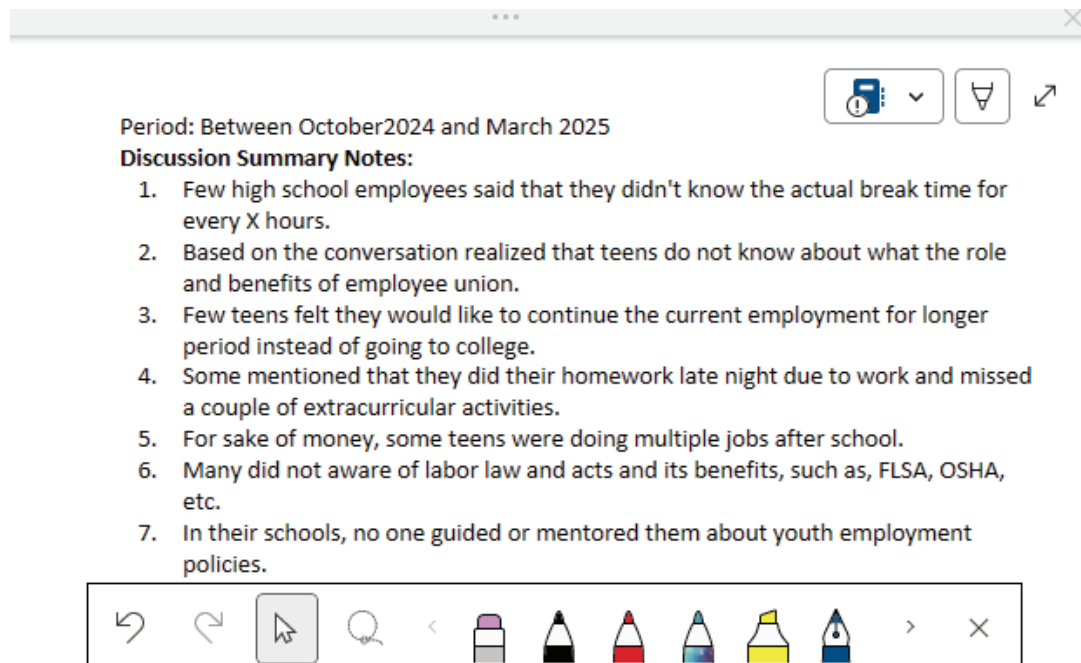 Period: Between October2024 and March 2025
Discussion Summary Notes:
1. Few high school employees said that they didn't know the actual break time for
every X hours.
2. Based on the conversation realized that teens do not know about what the role
and benefits of employee union.
3. Few teens felt they would like to continue the current employment for longer
period instead of going to college.
4. Some mentioned that they did their homework late night due to work and missed
a couple of extracurricular activities.
5. For sake of money, some teens were doing multiple jobs after school.
6. Many did not aware of labor law and acts and its benefits, such as, FLSA, OSHA,
etc.
7. In their schools, no one guided or mentored them about youth employment
policies.